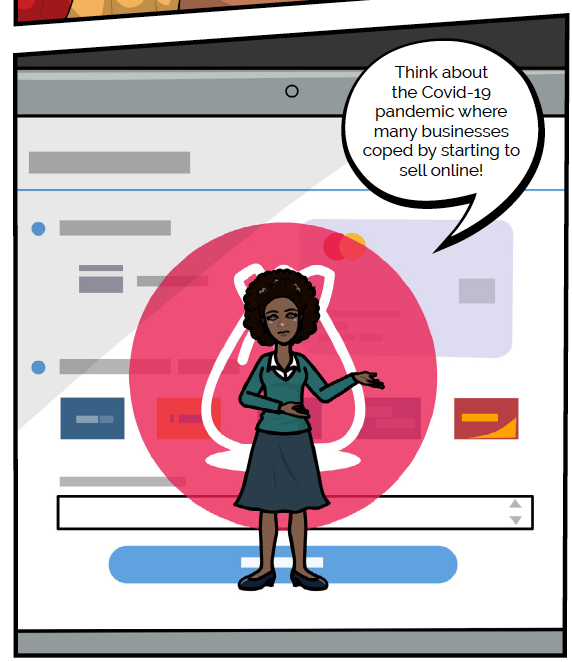 Think about
the Covid-19
pandemic where
many businesses
coped by starting to
sell online!